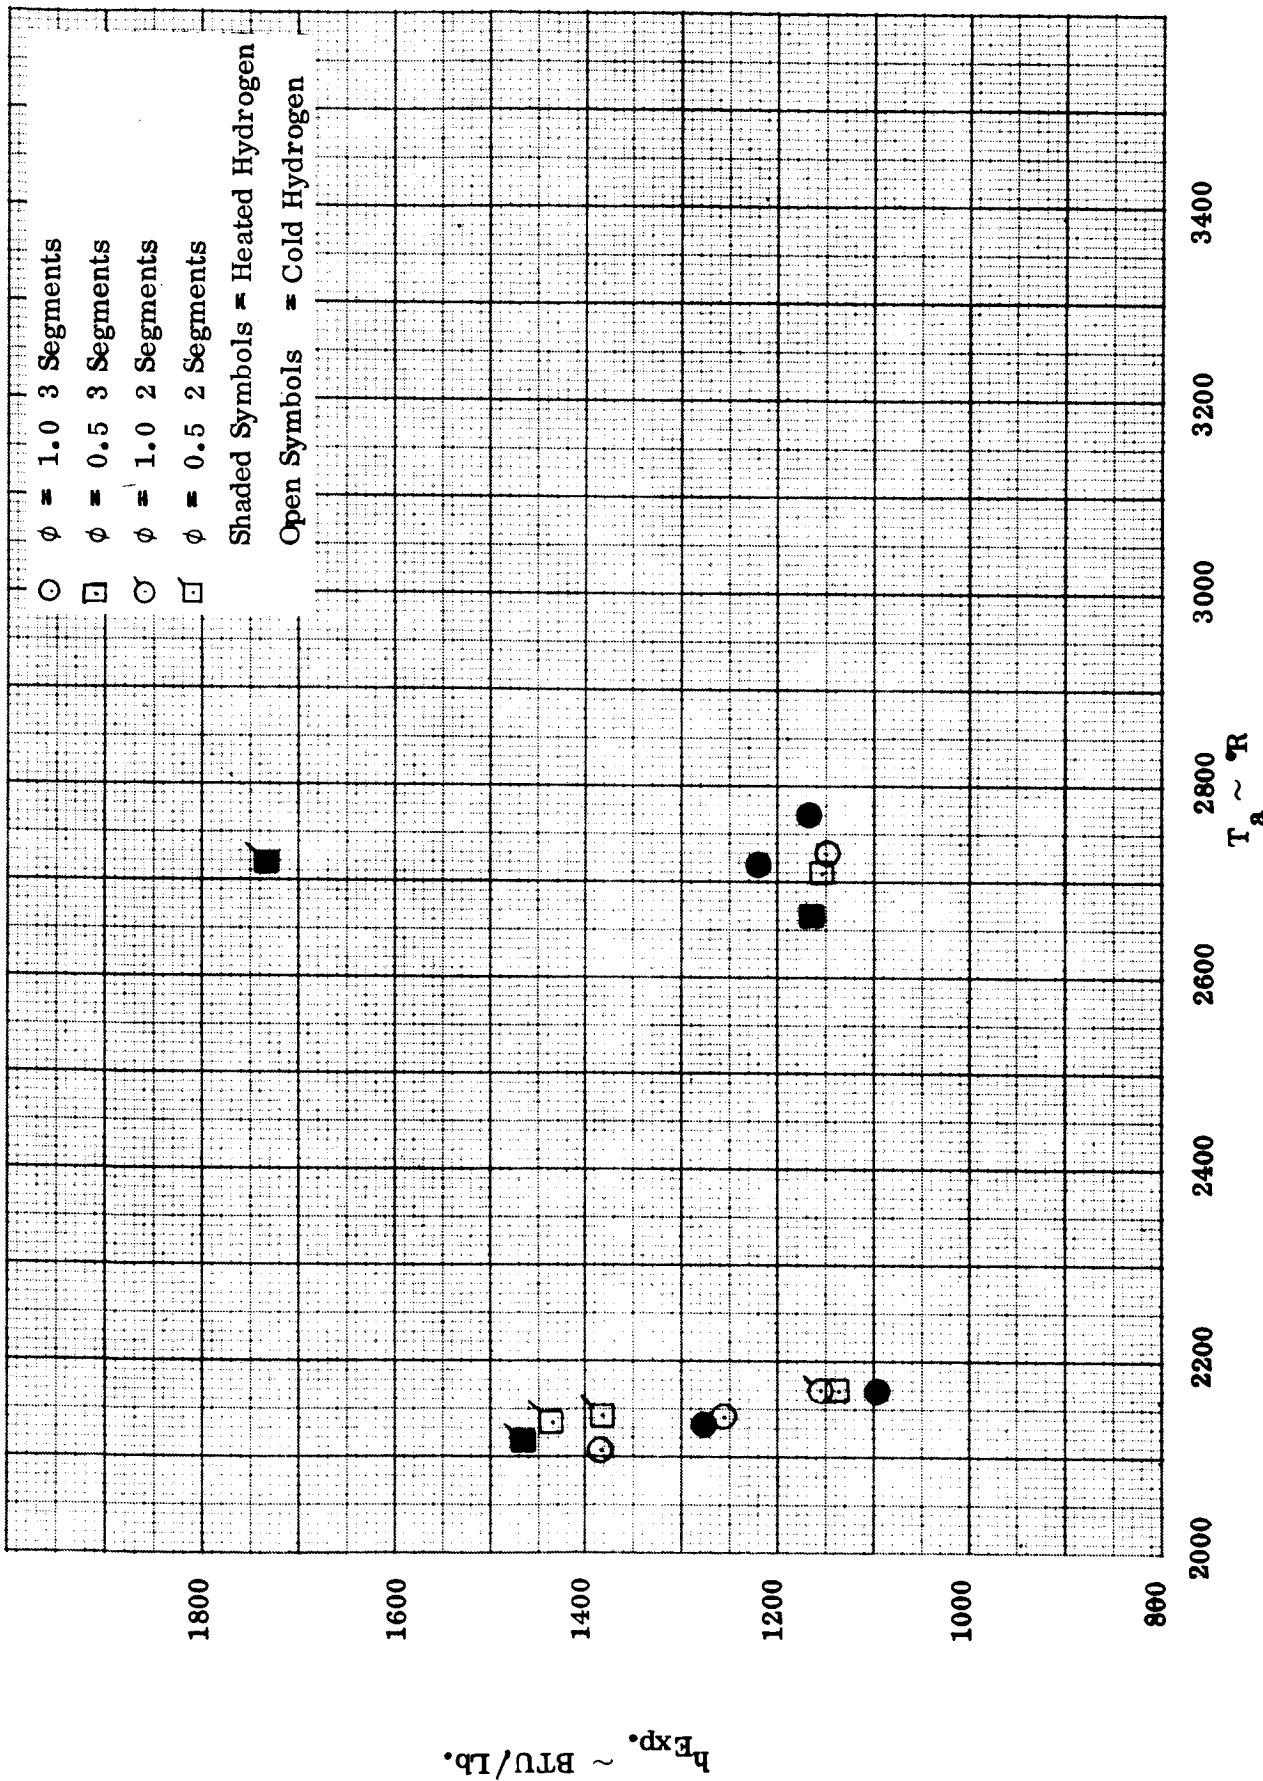 ϕ = 1.0 3 Segments
ϕ = 0.5 3 Segments
ϕ = 1.0 2 Segments
ϕ = 0.5 2 Segments
Shaded Symbols = Heated Hydrogen
Open Symbols = Cold Hydrogen
1800
1600
1400
1200
1000
800
h Exp. ~ BTU/Lb.
2000 2200 2400 2600 2800 3000 3200 3400
Ta ~ °R